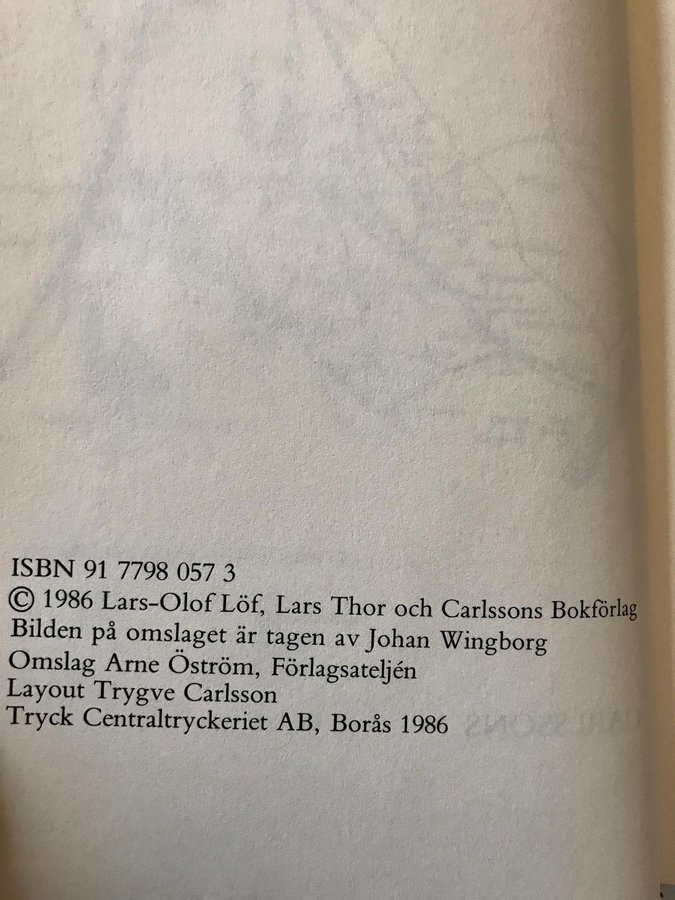 ISBN 91 7798 057 3
© 1986 Lars-Olof Löf, Lars Thor och Carlssons Bokförlag
Bilden på omslaget är tagen av Johan Wingborg
Omslag Arne Öström, Förlagsateljén
Layout Trygve Carlsson
Tryck Centraltryckeriet AB, Borås 1986
CARLSSONS